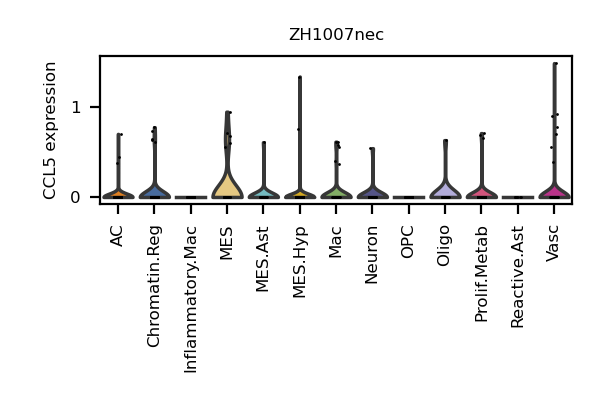 ZH1007nec
CCL5 expression
1
0
AC
Chromatin.Reg
Inflammatory.Mac
MES
MES.Ast
MES.Hyp
Mac
Neuron
OPC
Oligo
Prolif.Metab
Reactive.Ast
Vasc